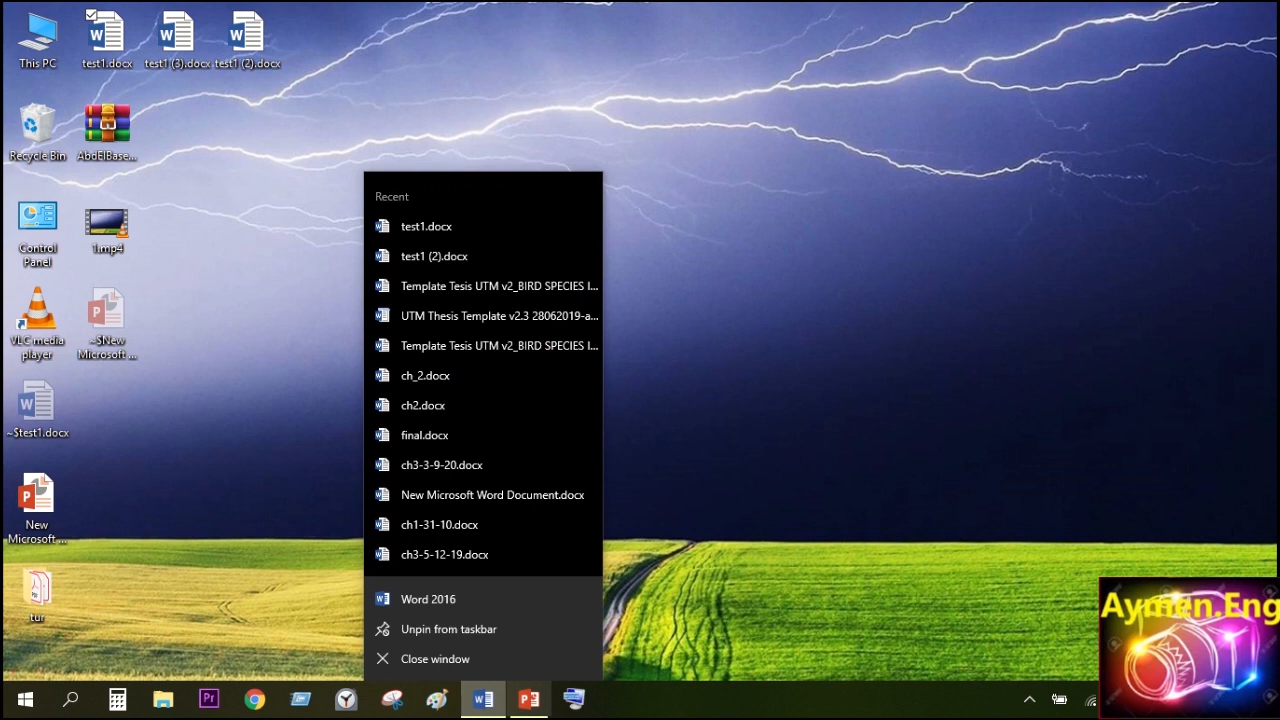 This PC
test1.docx
test1 (3).docx
test1 (2).docx
Recycle Bin
AbdElBase...
Control
Panel
1.mp4
VLC media
player
~$New
Microsoft ...
~$test1.docx
New
Microsoft ...
tur
Recent
test1.docx
test1 (2).docx
Template Tesis UTM v2_BIRD SPECIES I...
UTM Thesis Template v2.3 28062019-a...
Template Tesis UTM v2_BIRD SPECIES I...
ch_2.docx
ch2.docx
final.docx
ch3-3-9-20.docx
New Microsoft Word Document.docx
ch1-31-10.docx
ch3-5-12-19.docx
Word 2016
Unpin from taskbar
Close window
Aymen.Eng